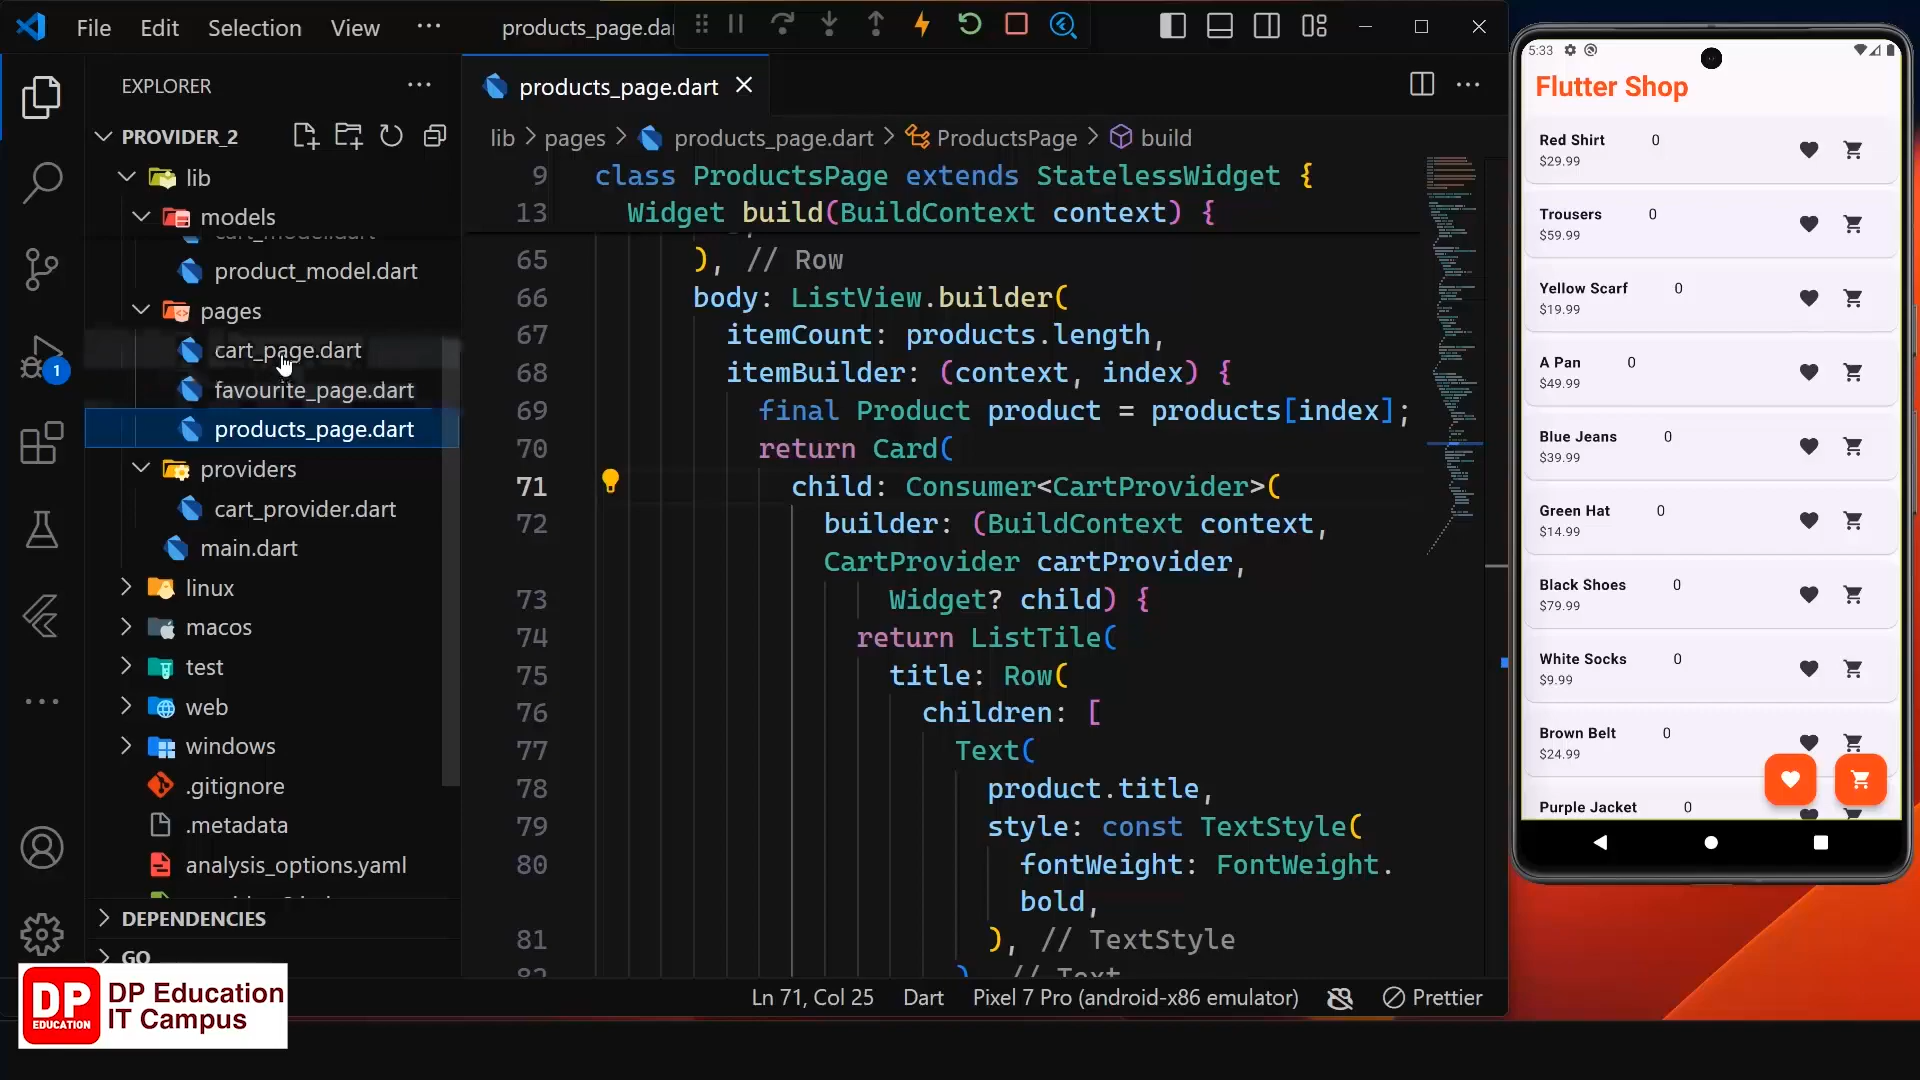 File Edit Selection View ··· products_page.dar
EXPLORER ···
PROVIDER_2
lib
models
cart_model.dart
product_model.dart
pages
cart_page.dart
favourite_page.dart
products_page.dart
providers
cart_provider.dart
main.dart
linux
macos
test
web
windows
.gitignore
.metadata
analysis_options.yaml
DEPENDENCIES
GO
1
DP EDUCATION
DP Education
IT Campus
products_page.dart
lib > pages > products_page.dart > ProductsPage > build
9 class ProductsPage extends StatelessWidget {
13 Widget build(BuildContext context) {
65 ), // Row
66 body: ListView.builder(
67 itemCount: products.length,
68 itemBuilder: (context, index) {
69 final Product product = products[index];
70 return Card(
71 child: Consumer<CartProvider>(
72 builder: (BuildContext context,
CartProvider cartProvider,
73 Widget? child) {
74 return ListTile(
75 title: Row(
76 children: [
77 Text(
78 product.title,
79 style: const TextStyle(
80 fontWeight: FontWeight.
bold,
81 ), // TextStyle
82 ) // Text
Ln 71, Col 25 Dart Pixel 7 Pro (android-x86 emulator) Prettier
5:33
Flutter Shop
Red Shirt 0
$29.99
Trousers 0
$59.99
Yellow Scarf 0
$19.99
A Pan 0
$49.99
Blue Jeans 0
$39.99
Green Hat 0
$14.99
Black Shoes 0
$79.99
White Socks 0
$9.99
Brown Belt 0
$24.99
Purple Jacket 0